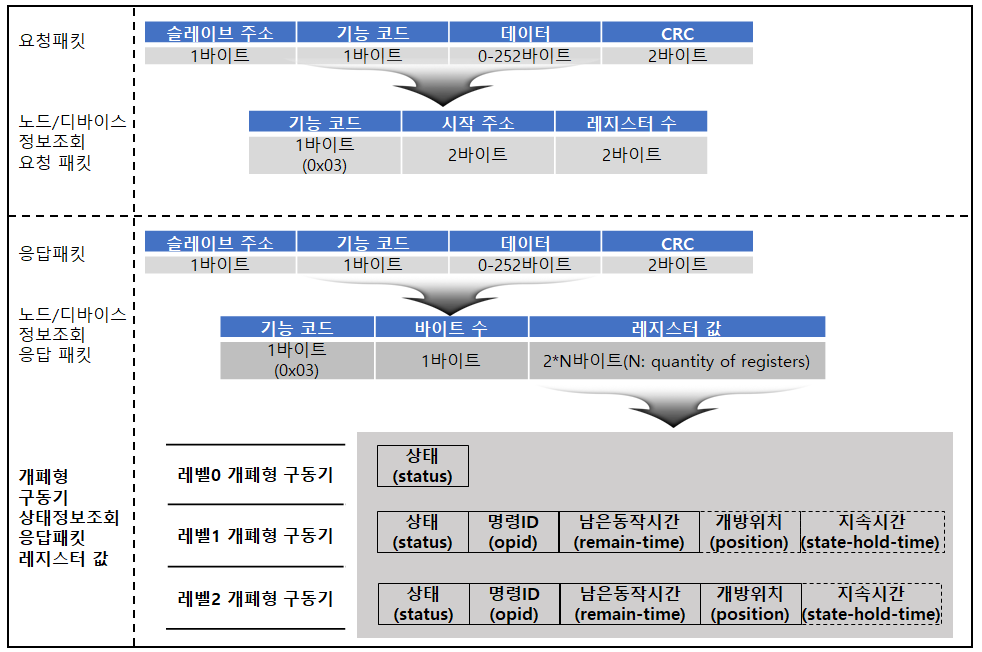 요청패킷
슬레이브 주소 기능 코드 데이터 CRC
1바이트 1바이트 0-252바이트 2바이트
노드/디바이스
정보조회
요청 패킷
기능 코드 시작 주소 레지스터 수
1바이트
(0x03)
2바이트 2바이트
응답패킷
슬레이브 주소 기능 코드 데이터 CRC
1바이트 1바이트 0-252바이트 2바이트
노드/디바이스
정보조회
응답 패킷
기능 코드 바이트 수 레지스터 값
1바이트
(0x03)
1바이트 2*N바이트(N: quantity of registers)
개폐형
구동기
상태정보조회
응답패킷
레지스터 값
레벨0 개폐형 구동기
상태
(status)
레벨1 개폐형 구동기
상태 명령ID 남은동작시간 개방위치 지속시간
(status) (opid) (remain-time) (position) (state-hold-time)
레벨2 개폐형 구동기
상태 명령ID 남은동작시간 개방위치 지속시간
(status) (opid) (remain-time) (position) (state-hold-time)